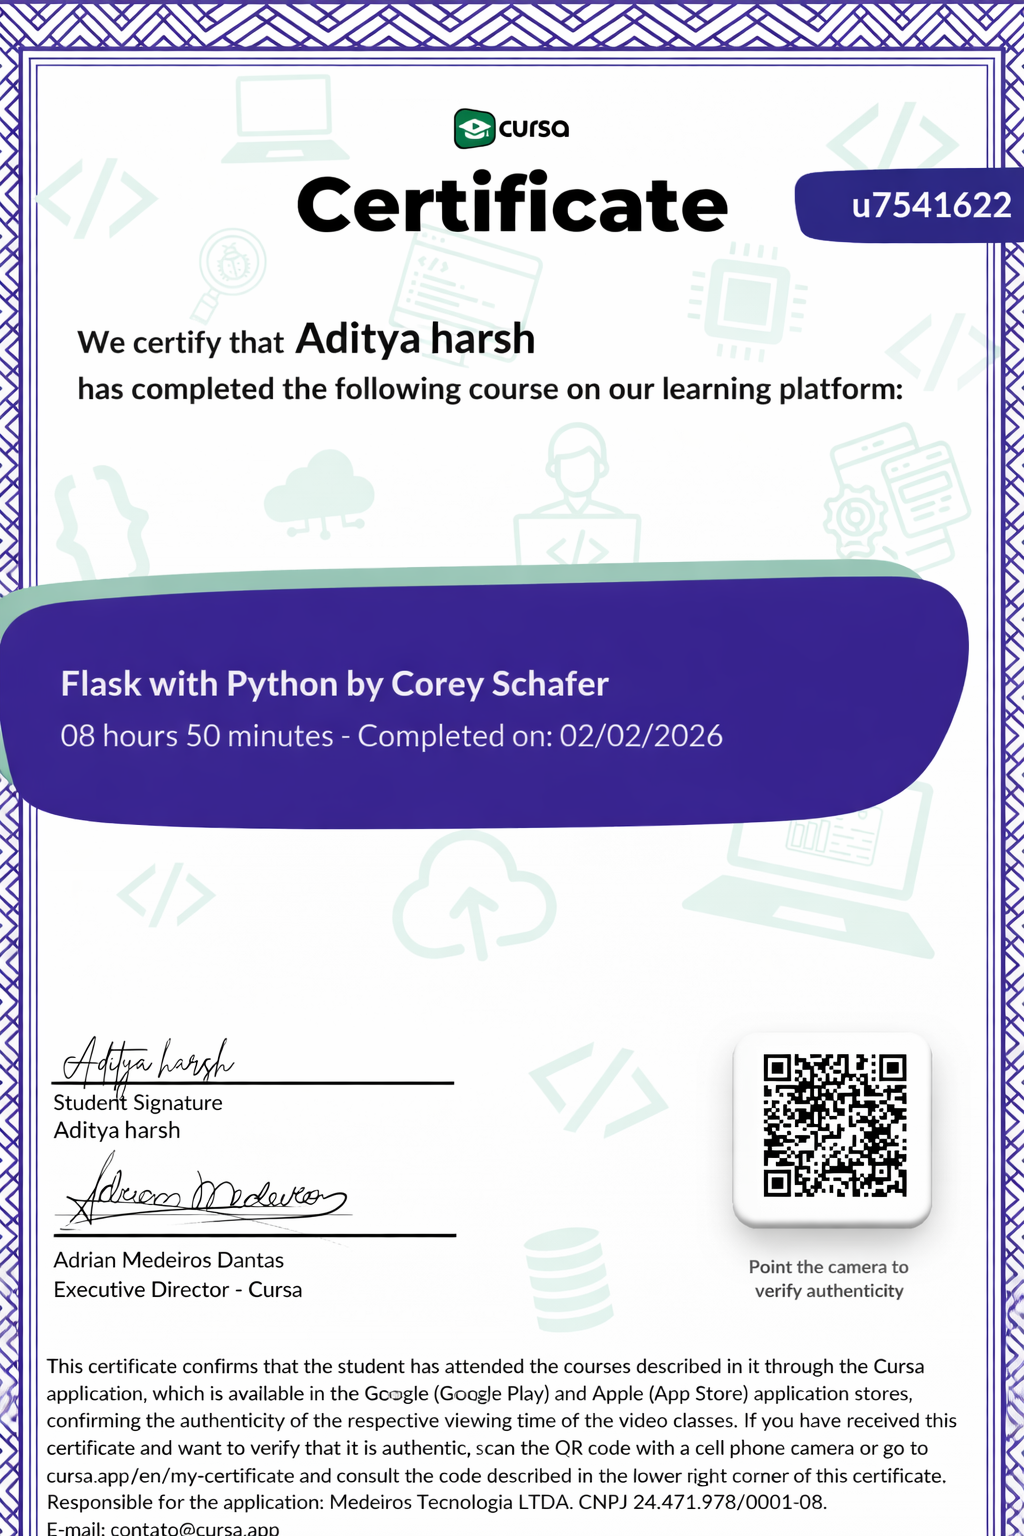 cursa
Certificate
u7541622
We certify that Aditya harsh
has completed the following course on our learning platform:
Flask with Python by Corey Schafer
08 hours 50 minutes - Completed on: 02/02/2026
Aditya harsh
Student Signature
Aditya harsh
Adrian Medeiros
Adrian Medeiros Dantas
Executive Director - Cursa
Point the camera to
verify authenticity
This certificate confirms that the student has attended the courses described in it through the Cursa
application, which is available in the Google (Google Play) and Apple (App Store) application stores,
confirming the authenticity of the respective viewing time of the video classes. If you have received this
certificate and want to verify that it is authentic, scan the QR code with a cell phone camera or go to
cursa.app/en/my-certificate and consult the code described in the lower right corner of this certificate.
Responsible for the application: Medeiros Tecnologia LTDA. CNPJ 24.471.978/0001-08.
E-mail: contato@cursa.app